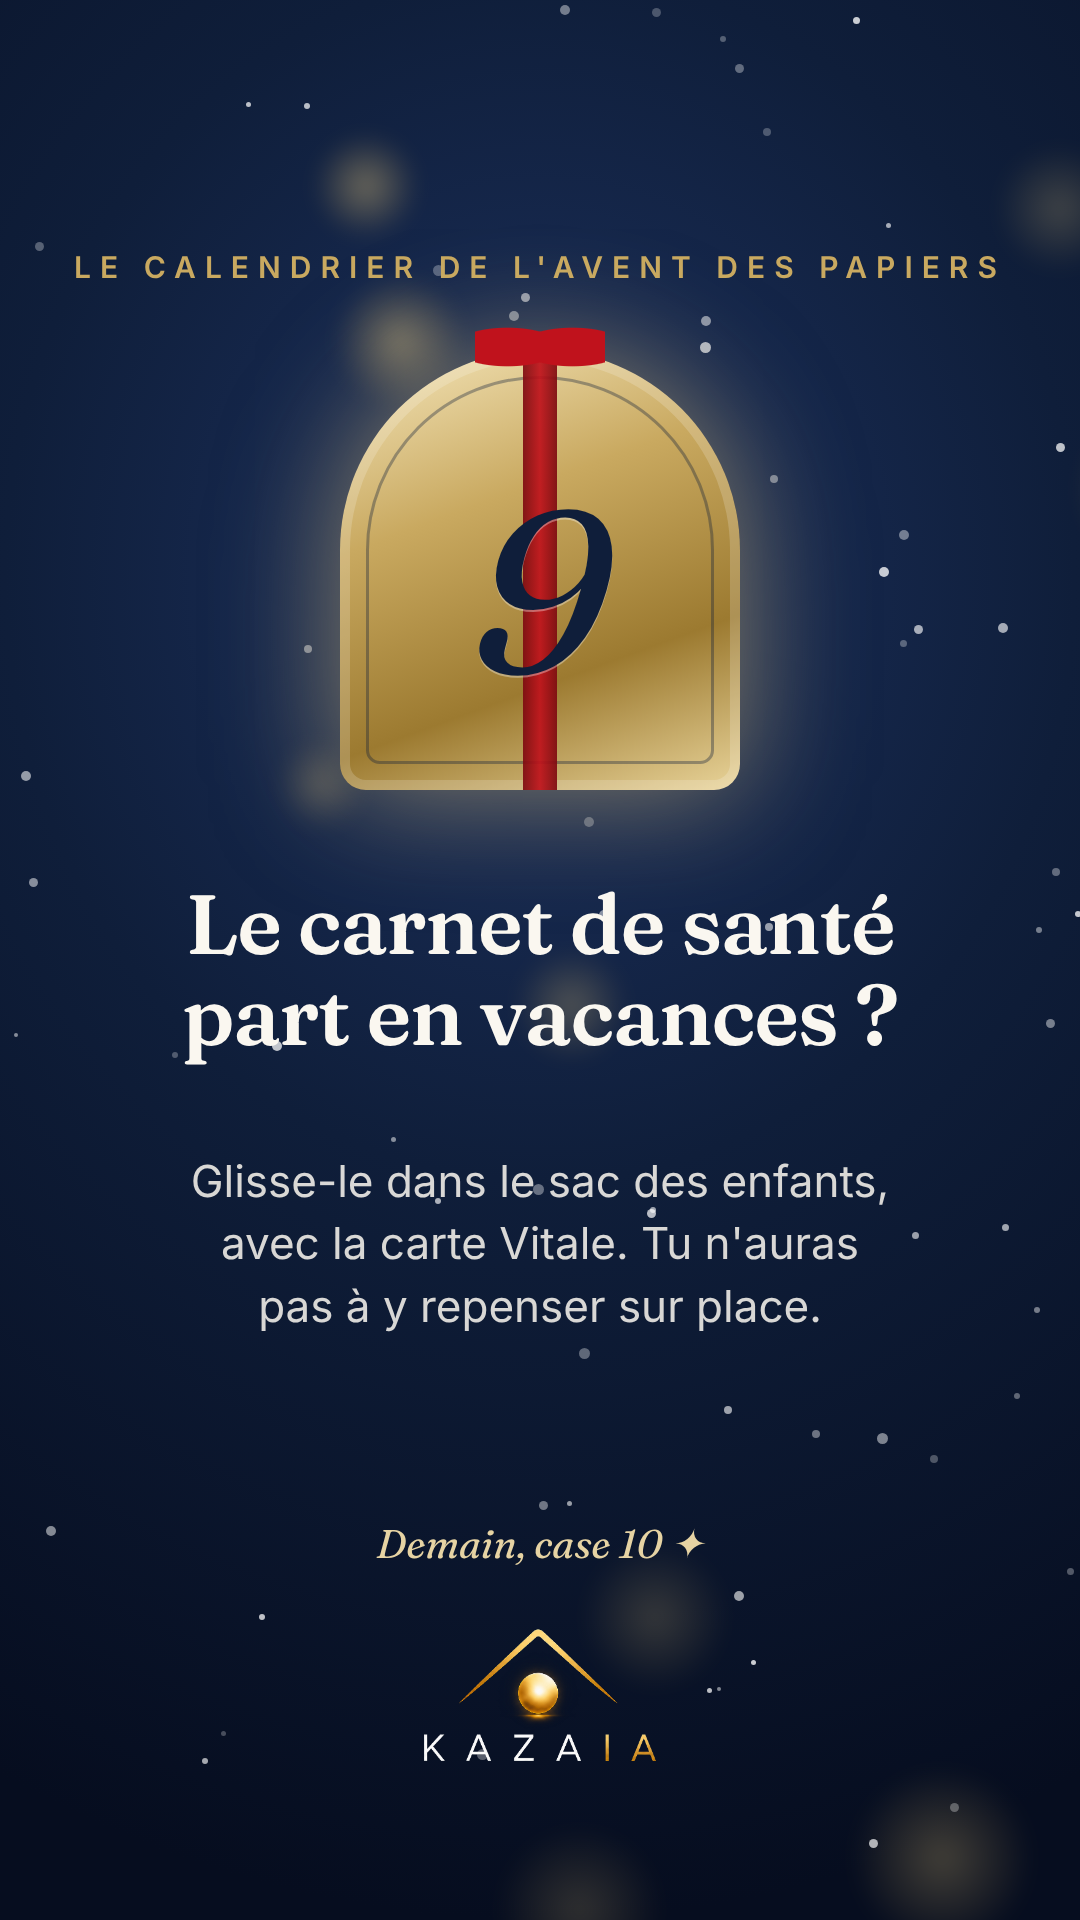 LE CALENDRIER DE L'AVENT DES PAPIERS
9
Le carnet de santé
part en vacances ?
Glisse-le dans le sac des enfants,
avec la carte Vitale. Tu n'auras
pas à y repenser sur place.
Demain, case 10 ✦
KAZAIA